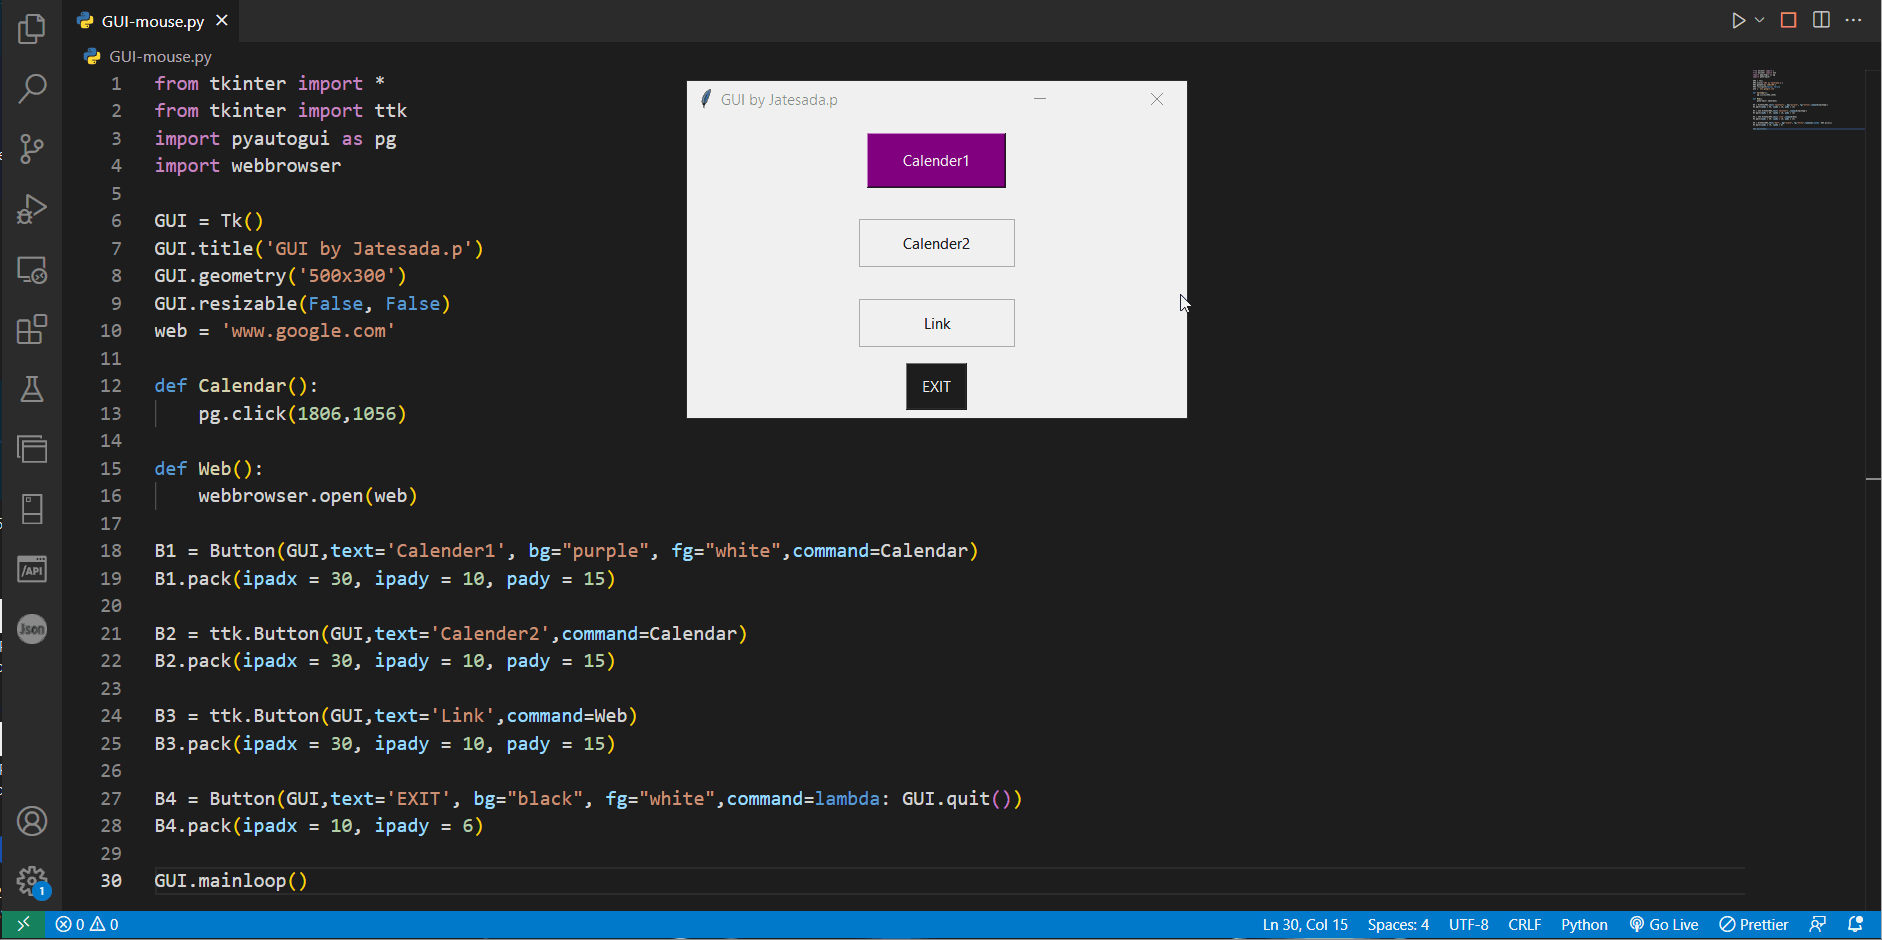 GUI-mouse.py
GUI-mouse.py
1 from tkinter import *
2 from tkinter import ttk
3 import pyautogui as pg
4 import webbrowser
5
6 GUI = Tk()
7 GUI.title('GUI by Jatesada.p')
8 GUI.geometry('500x300')
9 GUI.resizable(False, False)
10 web = 'www.google.com'
11
12 def Calendar():
13     pg.click(1806,1056)
14
15 def Web():
16     webbrowser.open(web)
17
18 B1 = Button(GUI,text='Calender1', bg="purple", fg="white",command=Calendar)
19 B1.pack(ipadx = 30, ipady = 10, pady = 15)
20
21 B2 = ttk.Button(GUI,text='Calender2',command=Calendar)
22 B2.pack(ipadx = 30, ipady = 10, pady = 15)
23
24 B3 = ttk.Button(GUI,text='Link',command=Web)
25 B3.pack(ipadx = 30, ipady = 10, pady = 15)
26
27 B4 = Button(GUI,text='EXIT', bg="black", fg="white",command=lambda: GUI.quit())
28 B4.pack(ipadx = 10, ipady = 6)
29
30 GUI.mainloop()
GUI by Jatesada.p
Calender1
Calender2
Link
EXIT
/API
Json
1
0 0
Ln 30, Col 15 Spaces: 4 UTF-8 CRLF Python Go Live Prettier